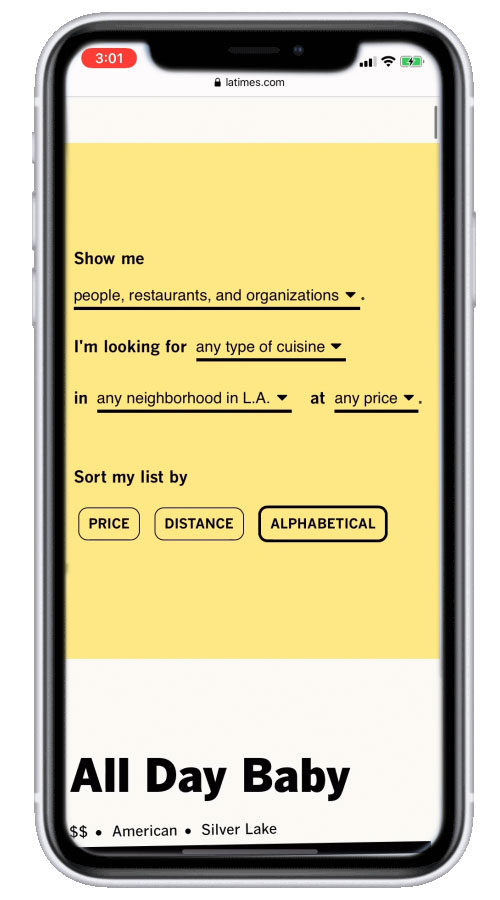 3:01
latimes.com
Show me
people, restaurants, and organizations .
I'm looking for any type of cuisine
in any neighborhood in L.A. at any price .
Sort my list by
PRICE DISTANCE ALPHABETICAL
All Day Baby
$$ • American • Silver Lake